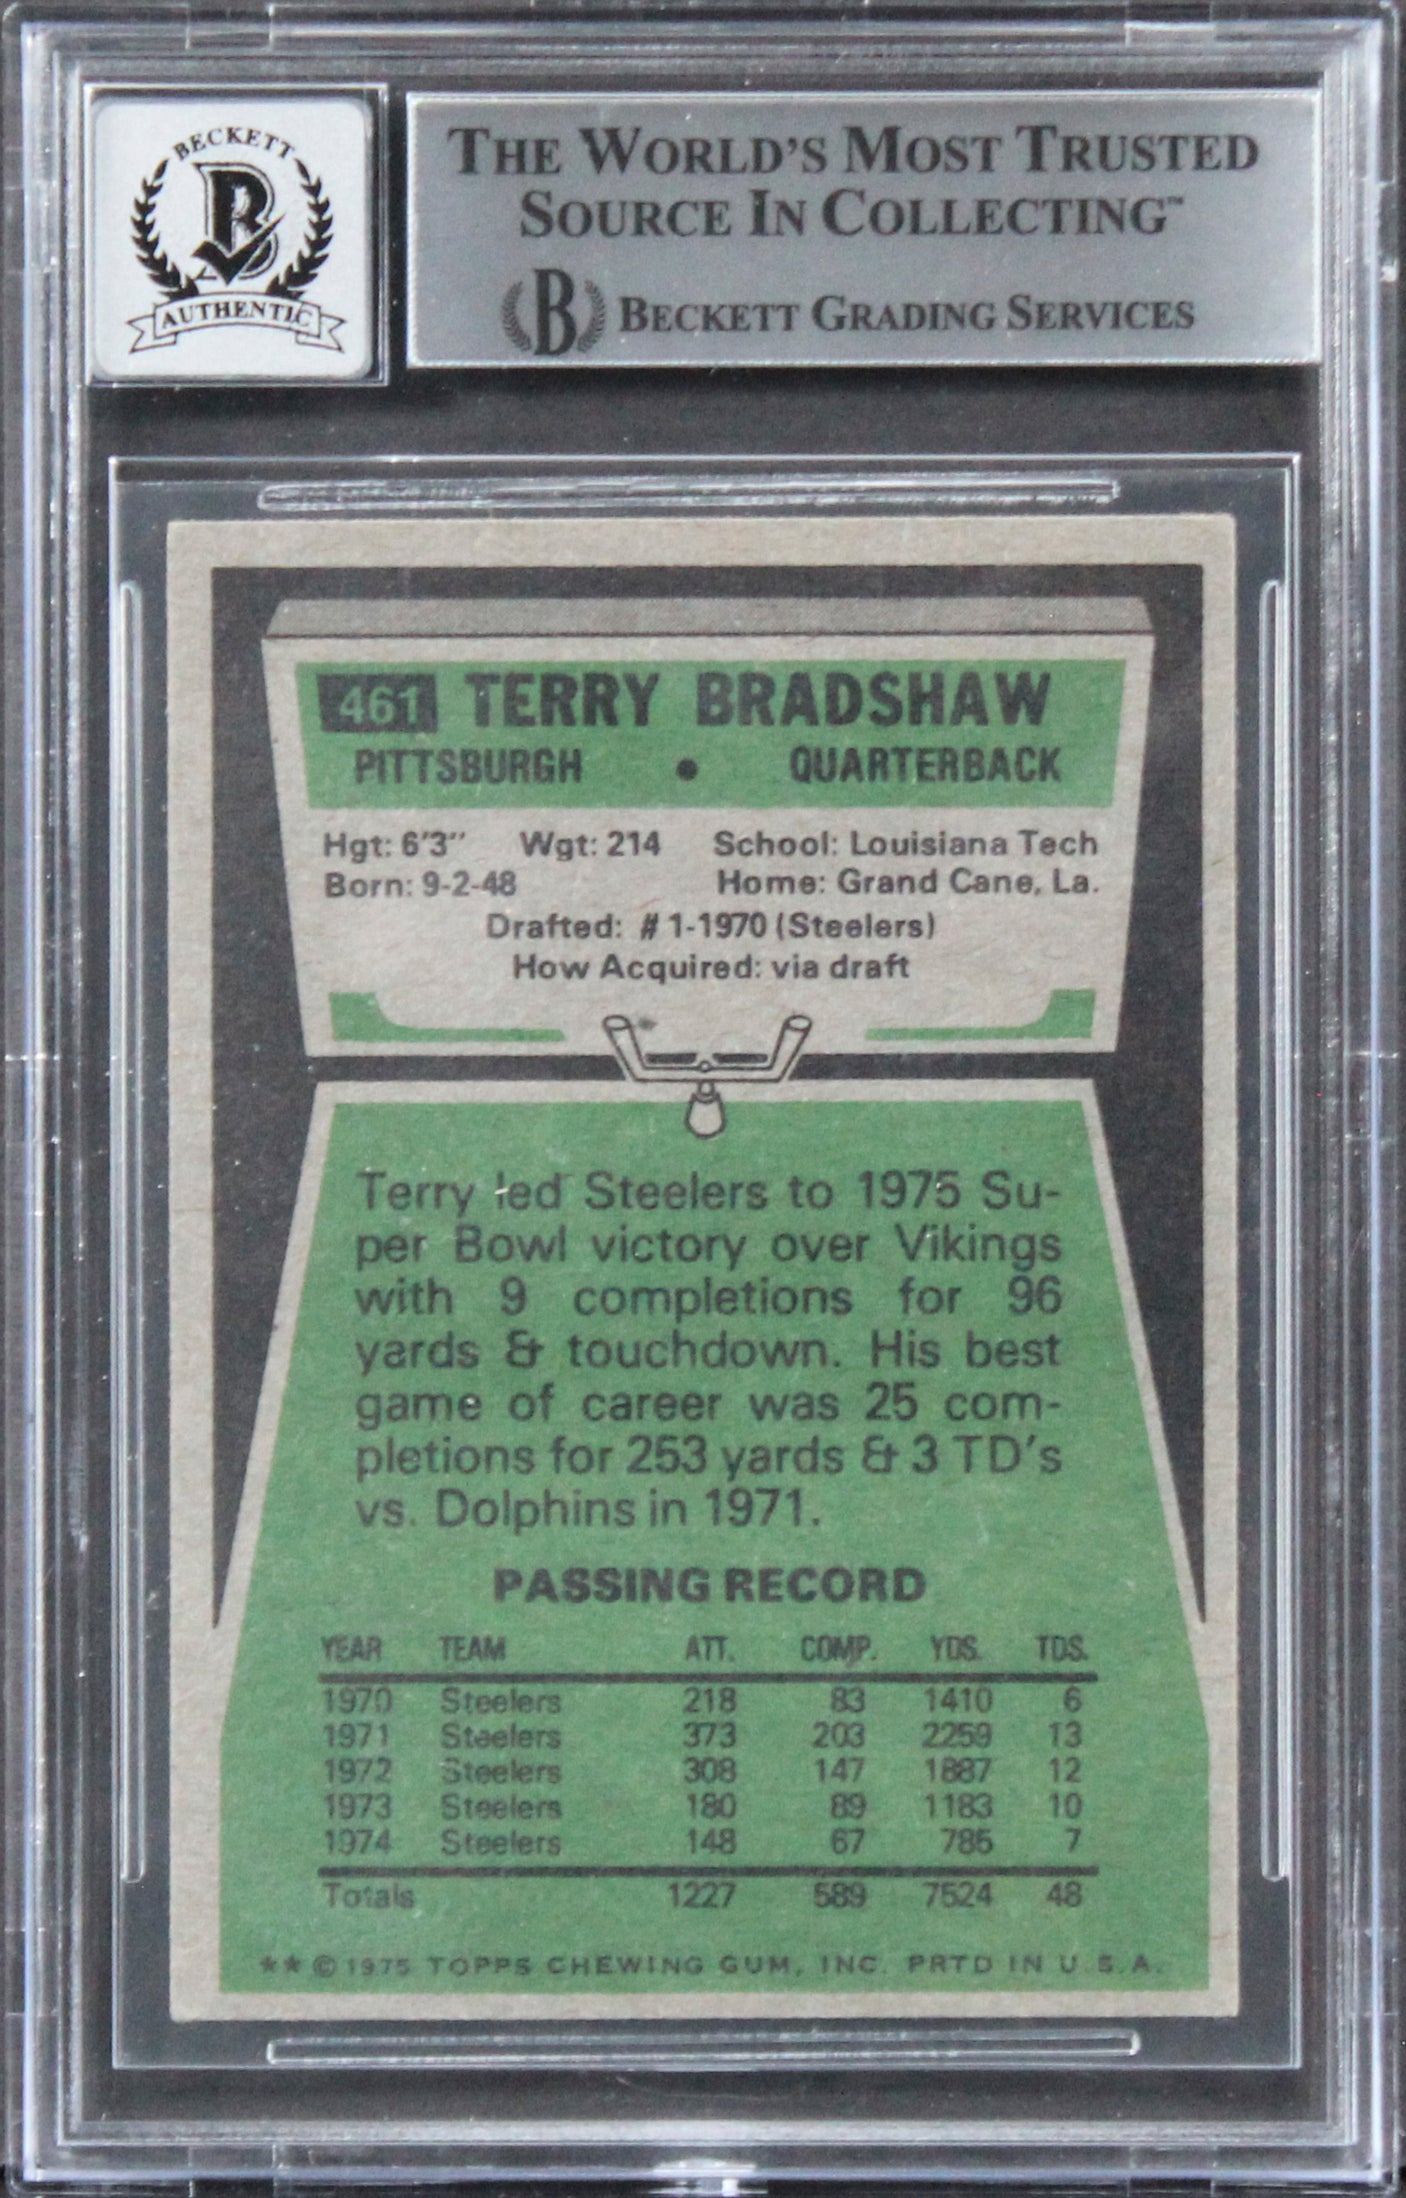 BECKETT
B
AUTHENTIC
THE WORLD'S MOST TRUSTED
SOURCE IN COLLECTING™
B BECKETT GRADING SERVICES
461 TERRY BRADSHAW
PITTSBURGH • QUARTERBACK
Hgt: 6'3" Wgt: 214 School: Louisiana Tech
Born: 9-2-48 Home: Grand Cane, La.
Drafted: #1-1970 (Steelers)
How Acquired: via draft
Terry led Steelers to 1975 Su-
per Bowl victory over Vikings
with 9 completions for 96
yards & touchdown. His best
game of career was 25 com-
pletions for 253 yards & 3 TD's
vs. Dolphins in 1971.
PASSING RECORD
YEAR TEAM ATT. COMP. YDS. TDS.
1970 Steelers 218 83 1410 6
1971 Steelers 373 203 2259 13
1972 Steelers 308 147 1887 12
1973 Steelers 180 89 1183 10
1974 Steelers 148 67 785 7
Totals 1227 589 7524 48
** © 1975 TOPPS CHEWING GUM, INC. PRTD IN U.S.A.